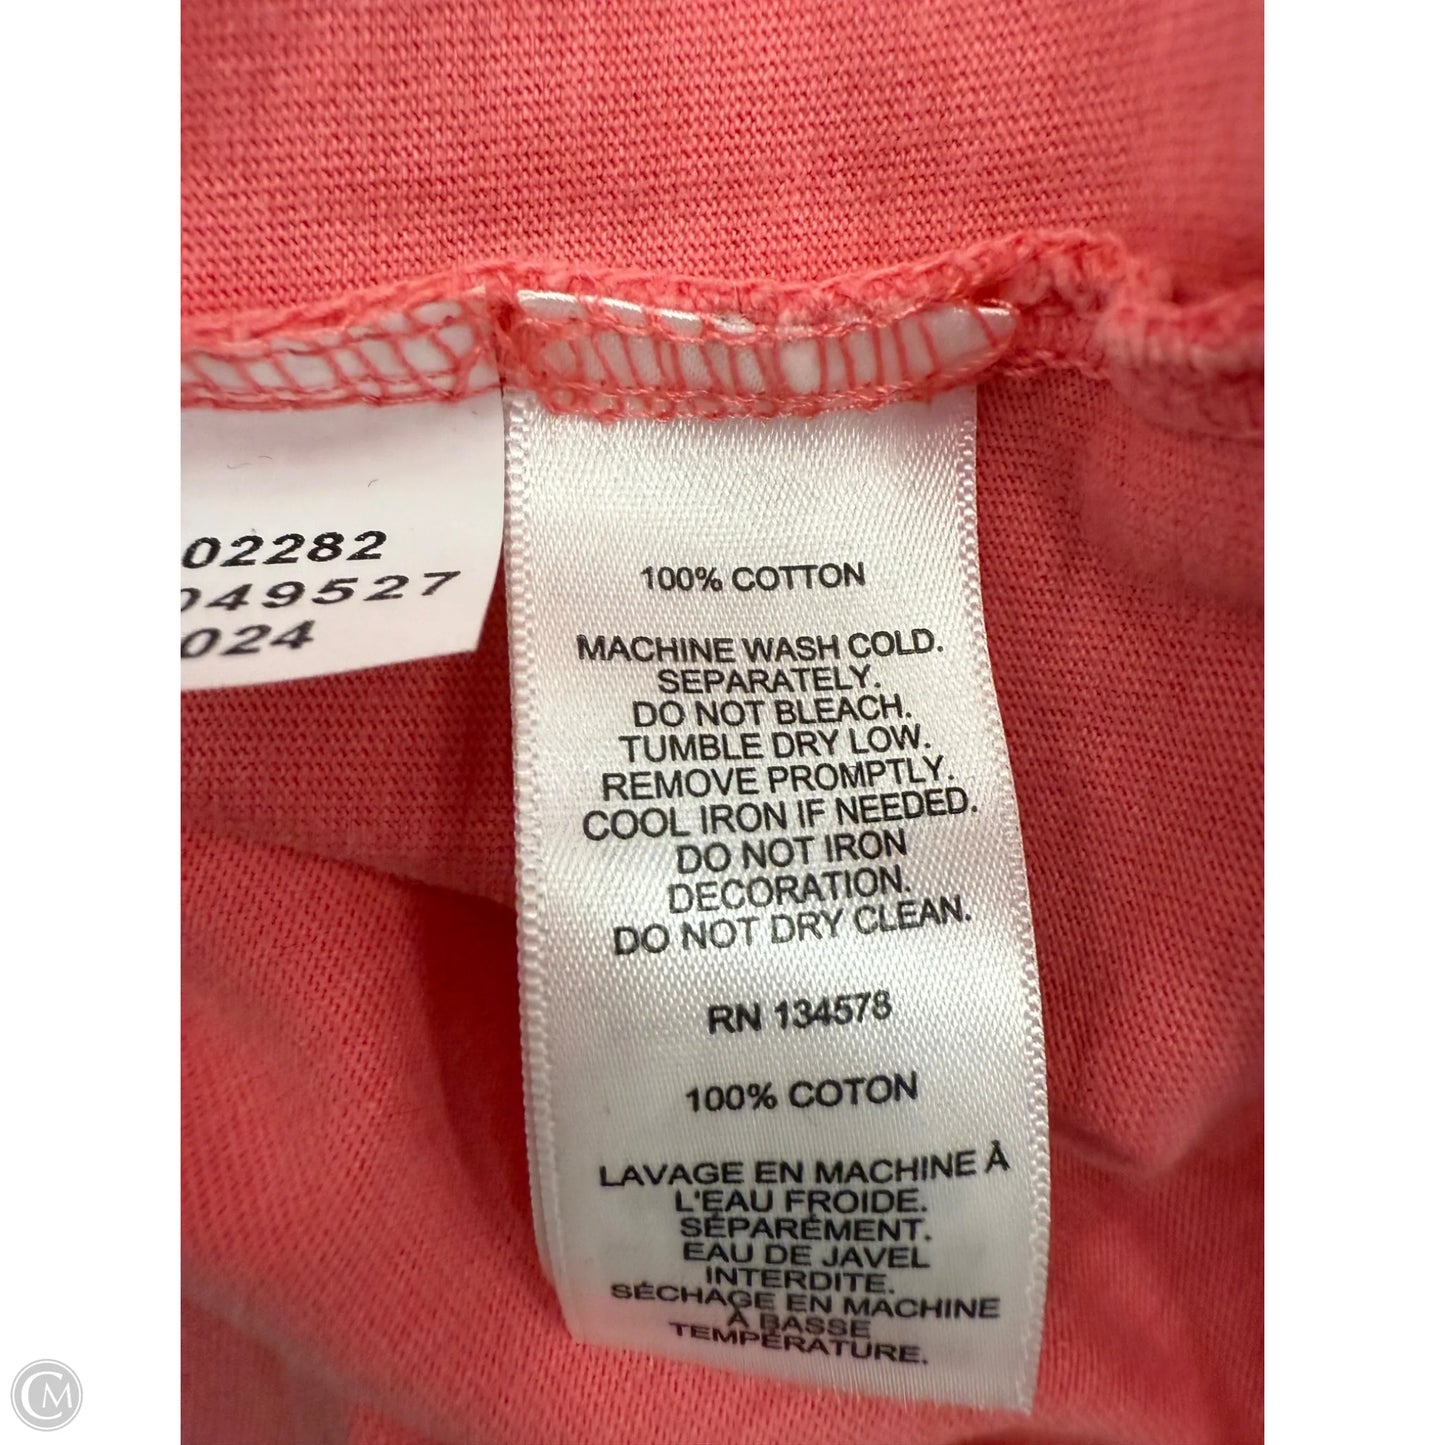 02282
049527
024
100% COTTON
MACHINE WASH COLD.
SEPARATELY.
DO NOT BLEACH.
TUMBLE DRY LOW.
REMOVE PROMPTLY.
COOL IRON IF NEEDED.
DO NOT IRON
DECORATION.
DO NOT DRY CLEAN.
RN 134578
100% COTON
LAVAGE EN MACHINE À
L'EAU FROIDE.
SÉPARÉMENT.
EAU DE JAVEL
INTERDITE.
SÉCHAGE EN MACHINE
À BASSE
TEMPÉRATURE.
CM